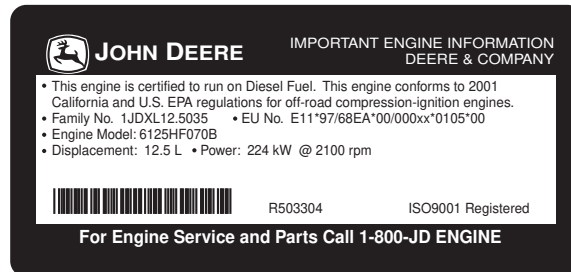 JOHN DEERE
IMPORTANT ENGINE INFORMATION
DEERE & COMPANY
• This engine is certified to run on Diesel Fuel. This engine conforms to 2001
California and U.S. EPA regulations for off-road compression-ignition engines.
• Family No. 1JDXL12.5035 • EU No. E11*97/68EA*00/000xx*0105*00
• Engine Model: 6125HF070B
• Displacement: 12.5 L • Power: 224 kW @ 2100 rpm
R503304 ISO9001 Registered
For Engine Service and Parts Call 1-800-JD ENGINE